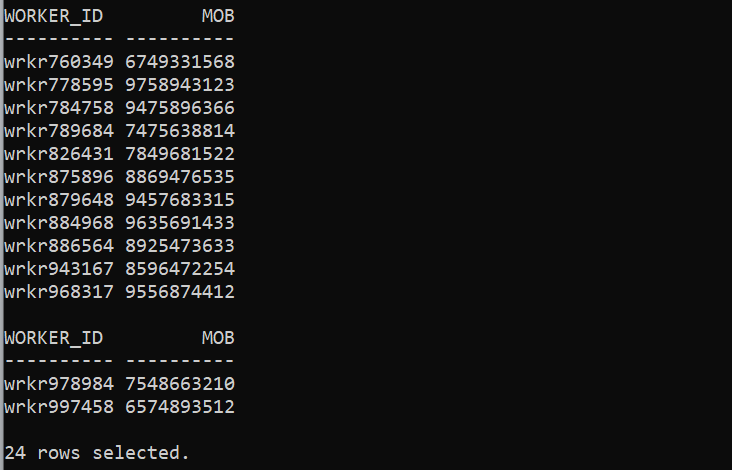 WORKER_ID         MOB
---------- ----------
wrkr760349 6749331568
wrkr778595 9758943123
wrkr784758 9475896366
wrkr789684 7475638814
wrkr826431 7849681522
wrkr875896 8869476535
wrkr879648 9457683315
wrkr884968 9635691433
wrkr886564 8925473633
wrkr943167 8596472254
wrkr968317 9556874412

WORKER_ID         MOB
---------- ----------
wrkr978984 7548663210
wrkr997458 6574893512

24 rows selected.